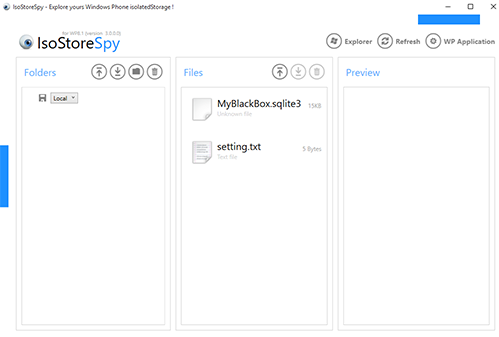 IsoStoreSpy - Explore yours Windows Phone isolatedStorage !
for WP8.1 (version: 3.0.0.0)
IsoStoreSpy
Explorer Refresh WP Application
Folders Files Preview
Local
MyBlackBox.sqlite3 15KB
Unknown file
setting.txt 5 Bytes
Text file